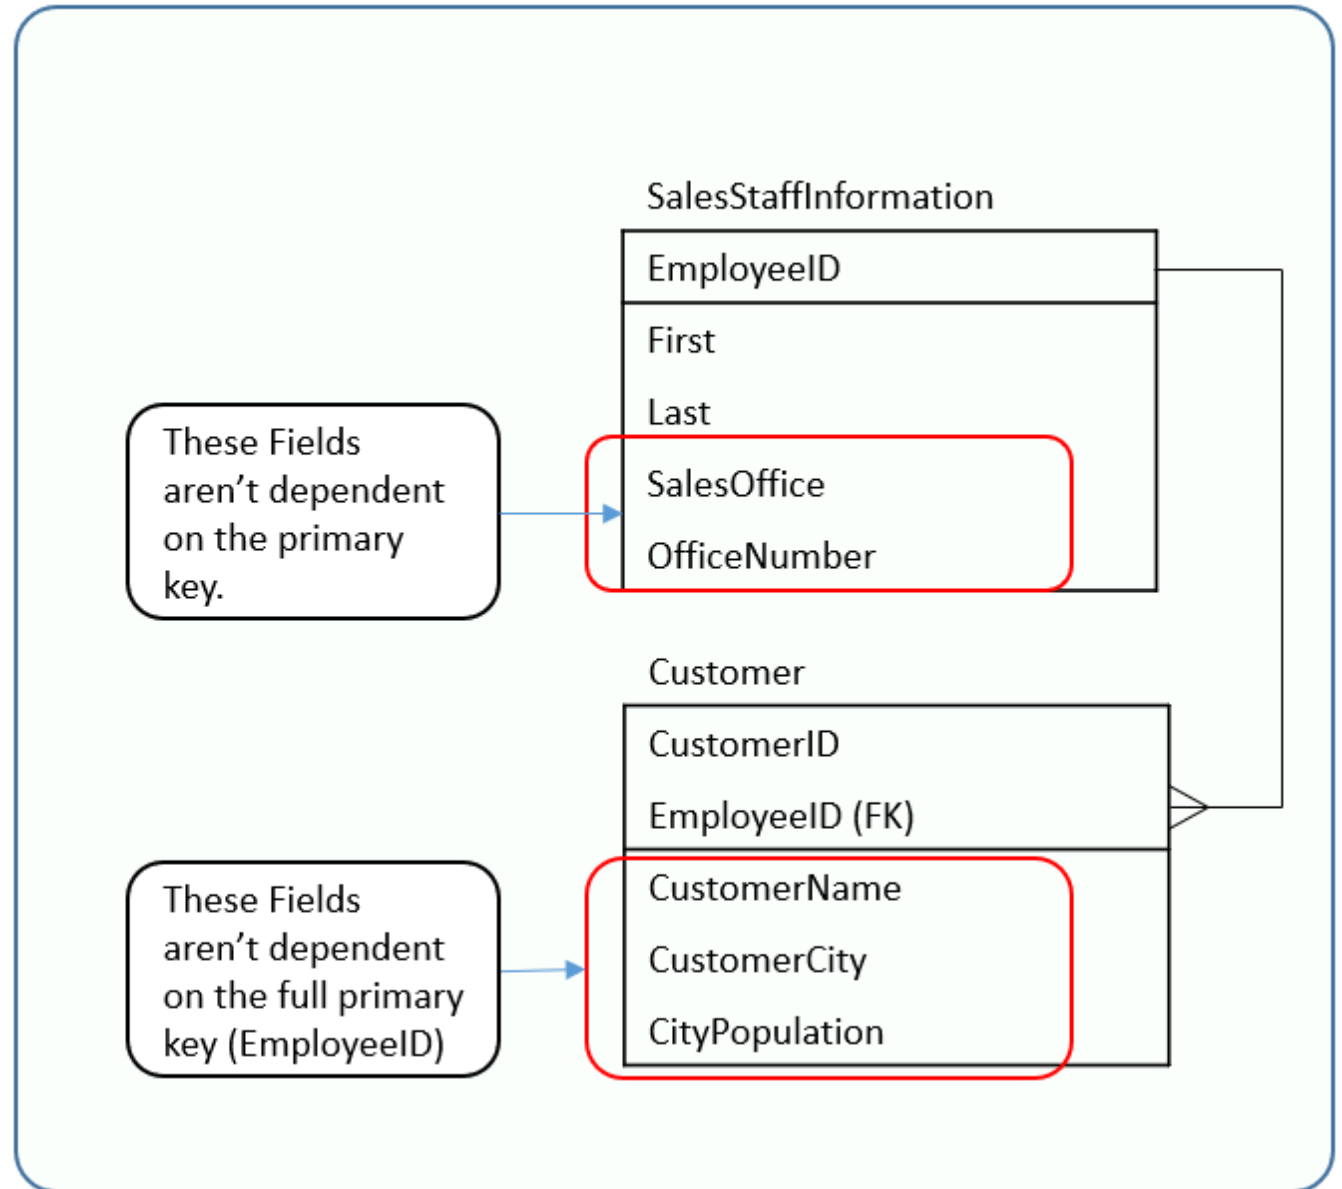 SalesStaffInformation
EmployeeID
First
Last
SalesOffice
OfficeNumber
These Fields
aren’t dependent
on the primary
key.
Customer
CustomerID
EmployeeID (FK)
CustomerName
CustomerCity
CityPopulation
These Fields
aren’t dependent
on the full primary
key (EmployeeID)